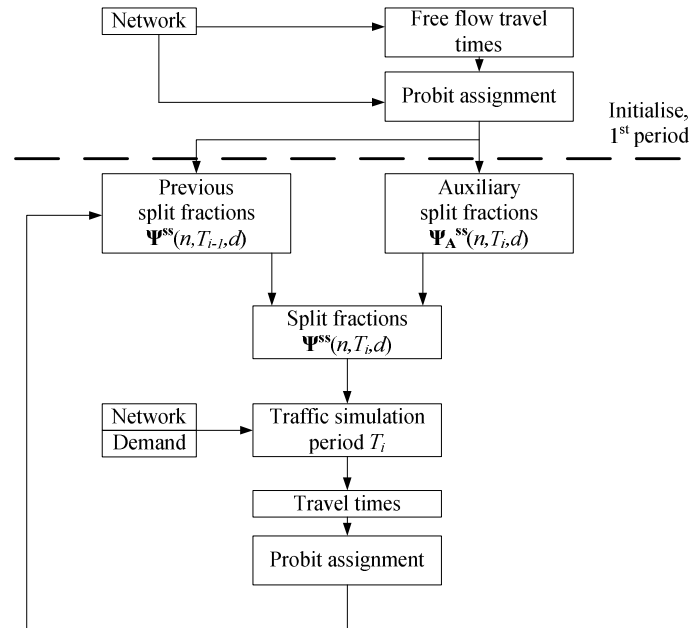 Network
Free flow travel
times
Probit assignment
Initialise,
1st period
Previous
split fractions
Ψss(n,Ti-1,d)
Auxiliary
split fractions
ΨAss(n,Ti,d)
Split fractions
Ψss(n,Ti,d)
Network
Demand
Traffic simulation
period Ti
Travel times
Probit assignment